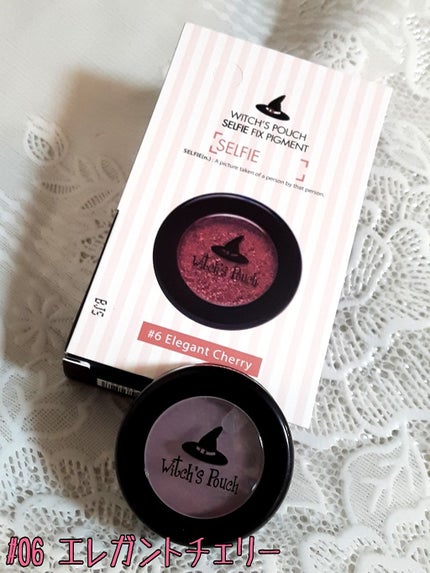 WITCH'S POUCH
SELFIE FIX PIGMENT
SELFIE
SELFIE(n.) : A picture taken of a person by that person.
Witch's Pouch
#6 Elegant Cherry
Witch's Pouch
#06 エレガントチェリー